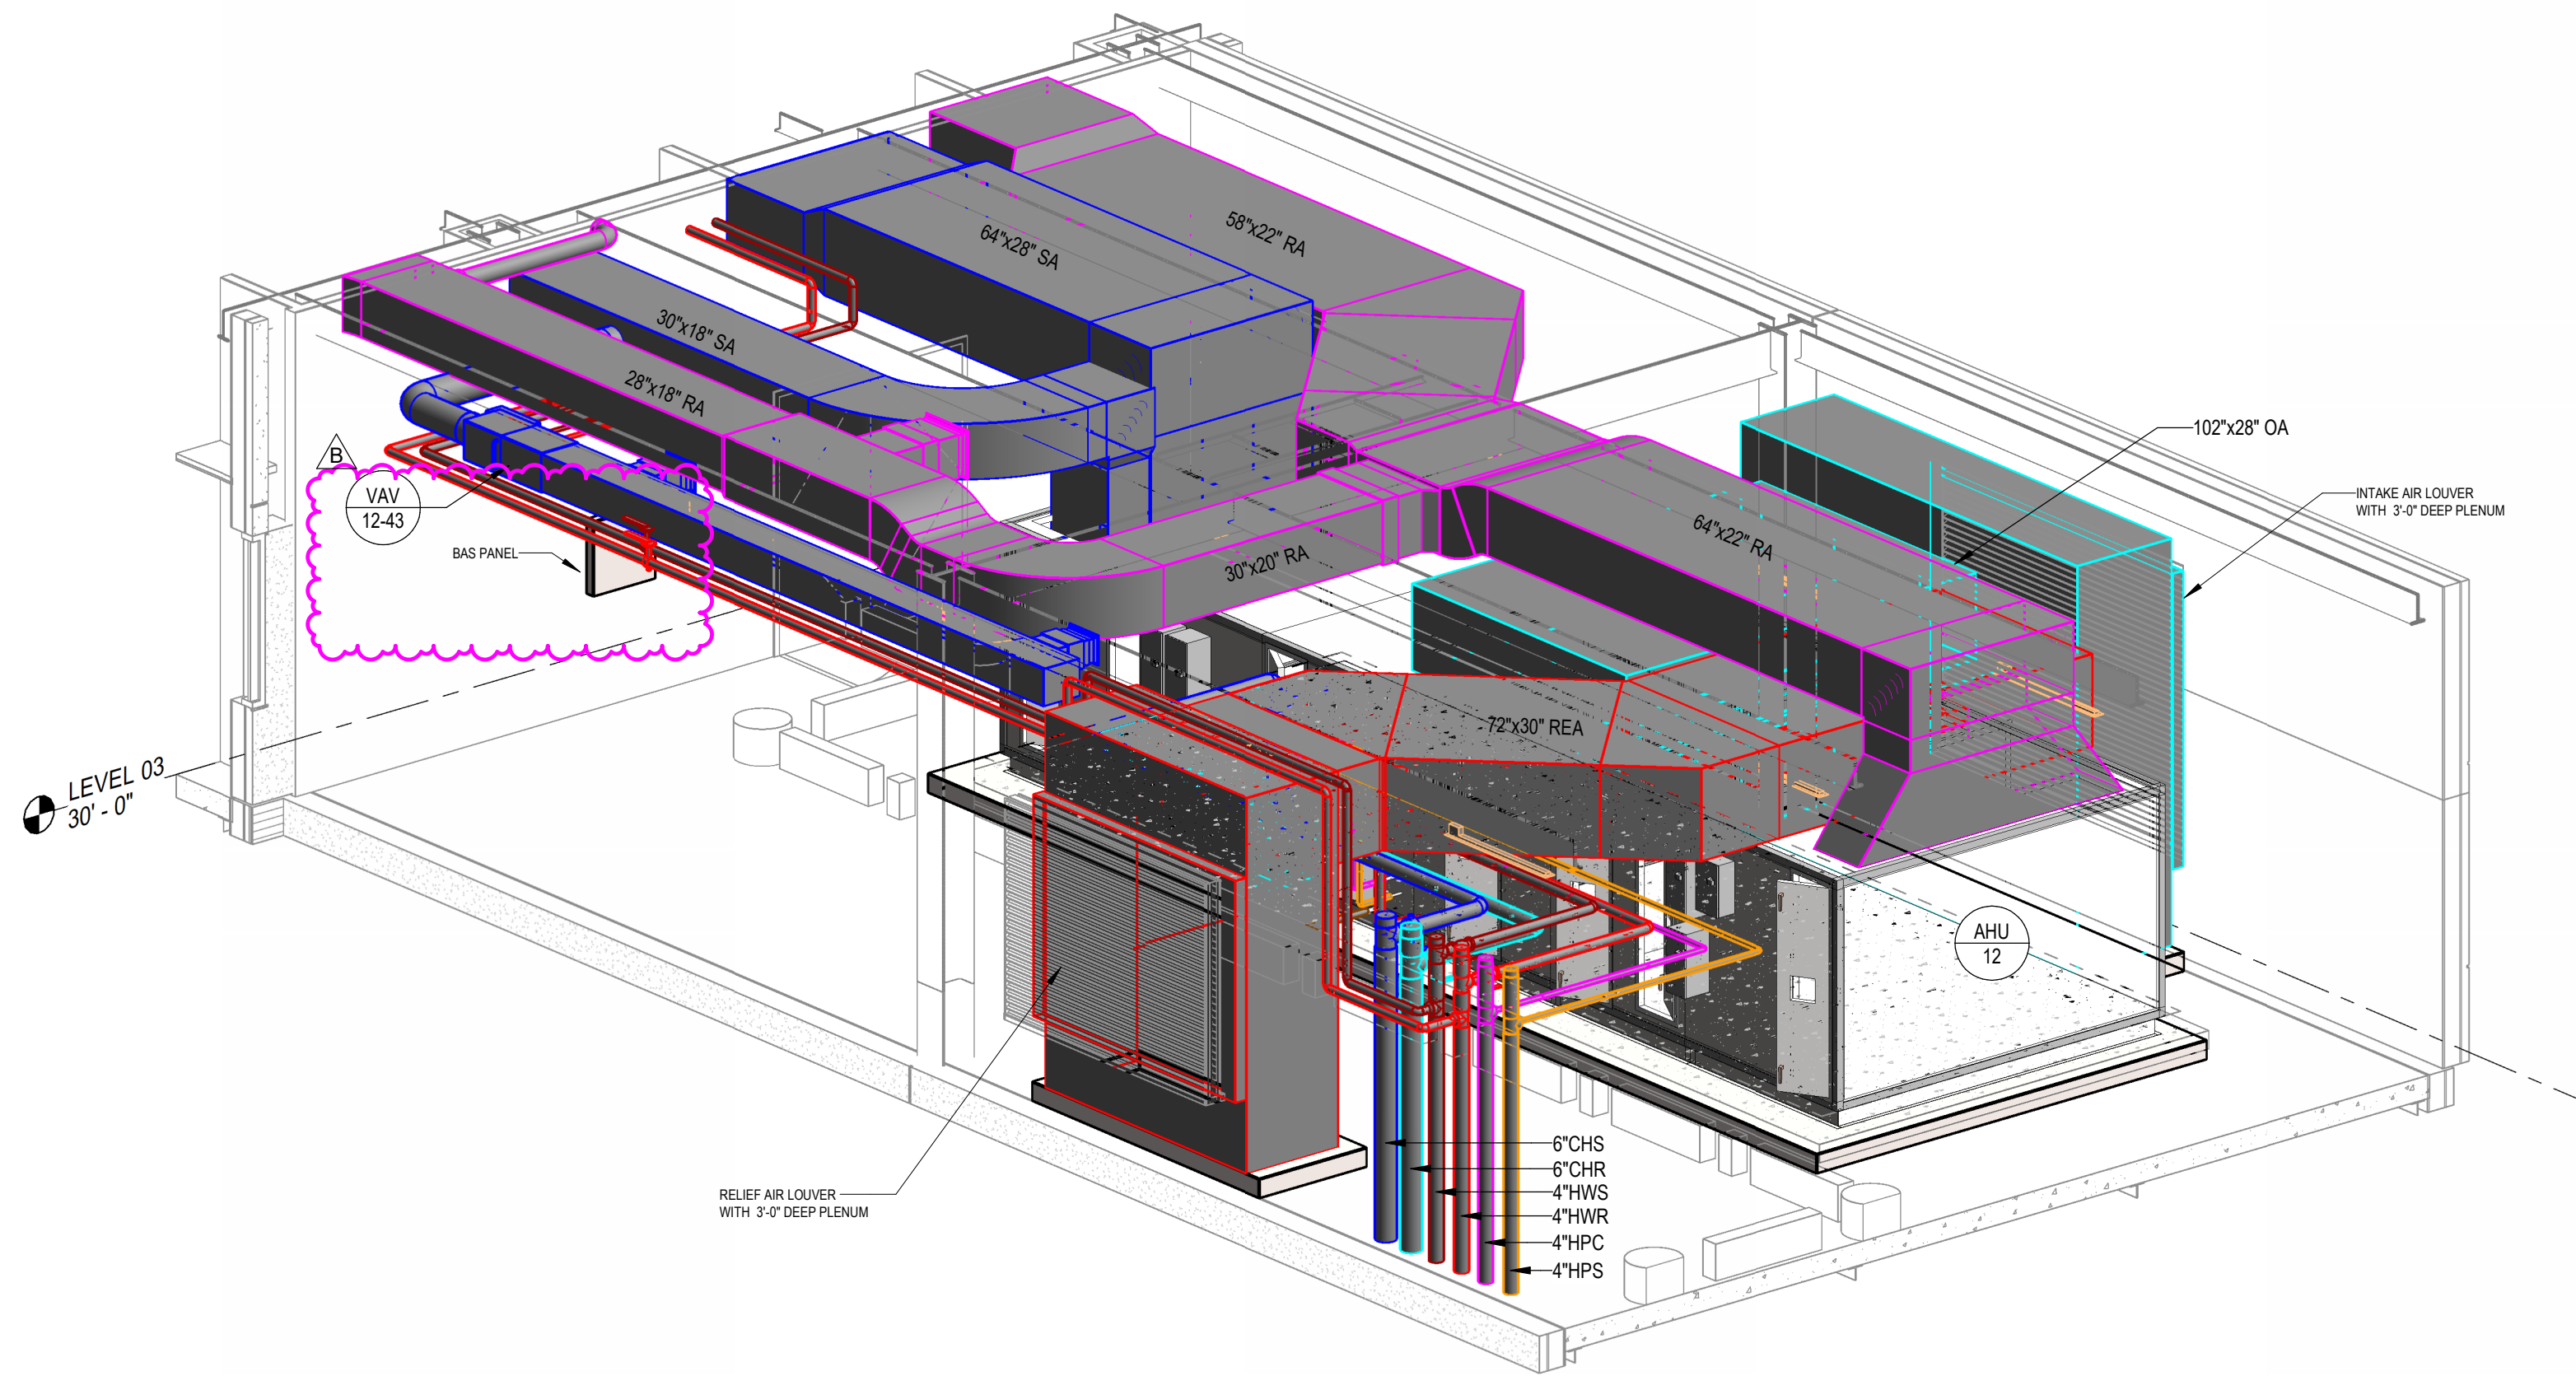 58"x22" RA
64"x28" SA
30"x18" SA
28"x18" RA
102"x28" OA
INTAKE AIR LOUVER
WITH 3'-0" DEEP PLENUM
B
VAV
12-43
BAS PANEL
64"x22" RA
30"x20" RA
72"x30" REA
LEVEL 03
30' - 0"
AHU
12
6"CHS
6"CHR
4"HWS
4"HWR
4"HPC
4"HPS
RELIEF AIR LOUVER
WITH 3'-0" DEEP PLENUM